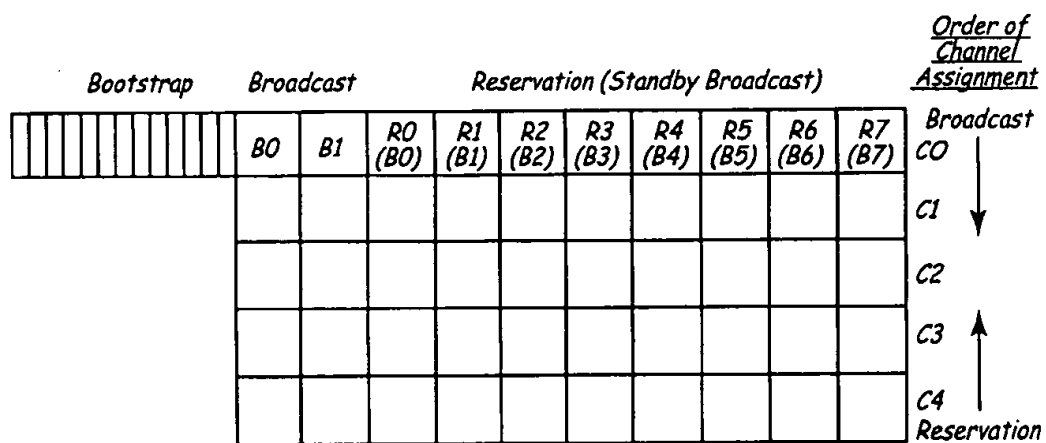 Order of
Channel
Assignment
Bootstrap Broadcast Reservation (Standby Broadcast)
Broadcast
B0 B1 R0 R1 R2 R3 R4 R5 R6 R7 C0
(B0) (B1) (B2) (B3) (B4) (B5) (B6) (B7)
C1
C2
C3
C4
Reservation